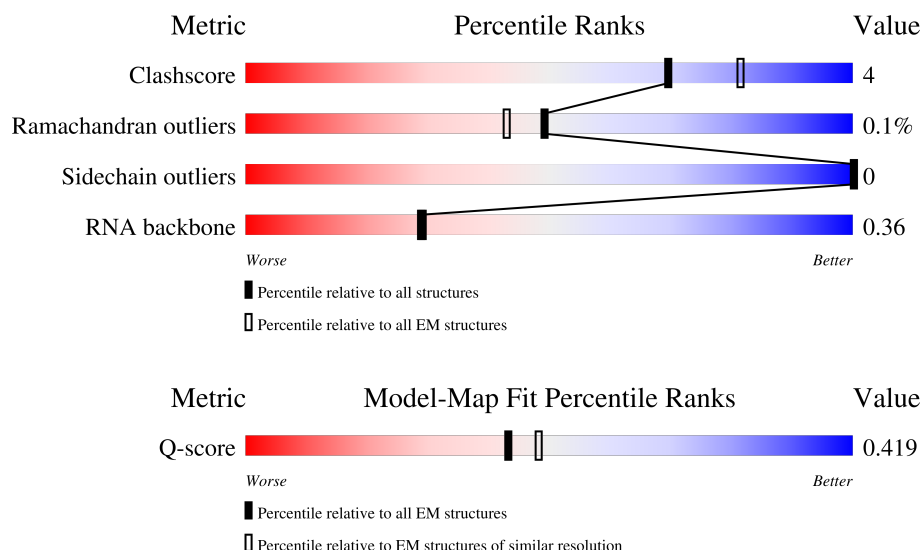 Metric Percentile Ranks Value
Clashscore 4
Ramachandran outliers 0.1%
Sidechain outliers 0
RNA backbone 0.36
Worse Better
Percentile relative to all structures
Percentile relative to all EM structures
Metric Model-Map Fit Percentile Ranks Value
Q-score 0.419
Worse Better
Percentile relative to all EM structures
Percentile relative to EM structures of similar resolution